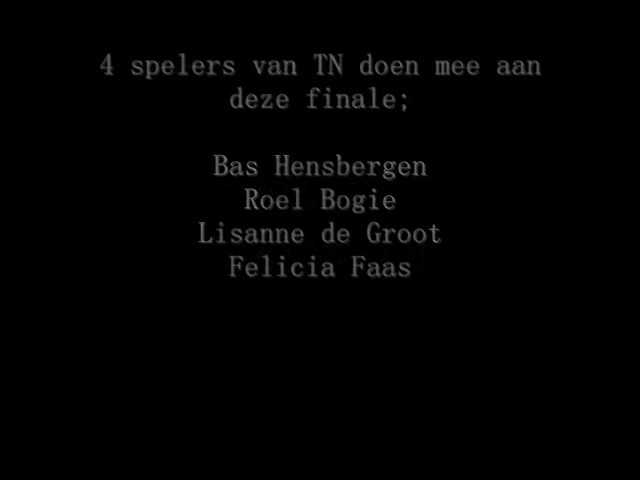 4 spelers van TN doen mee aan
deze finale;
Bas Hensbergen
Roel Bogie
Lisanne de Groot
Felicia Faas